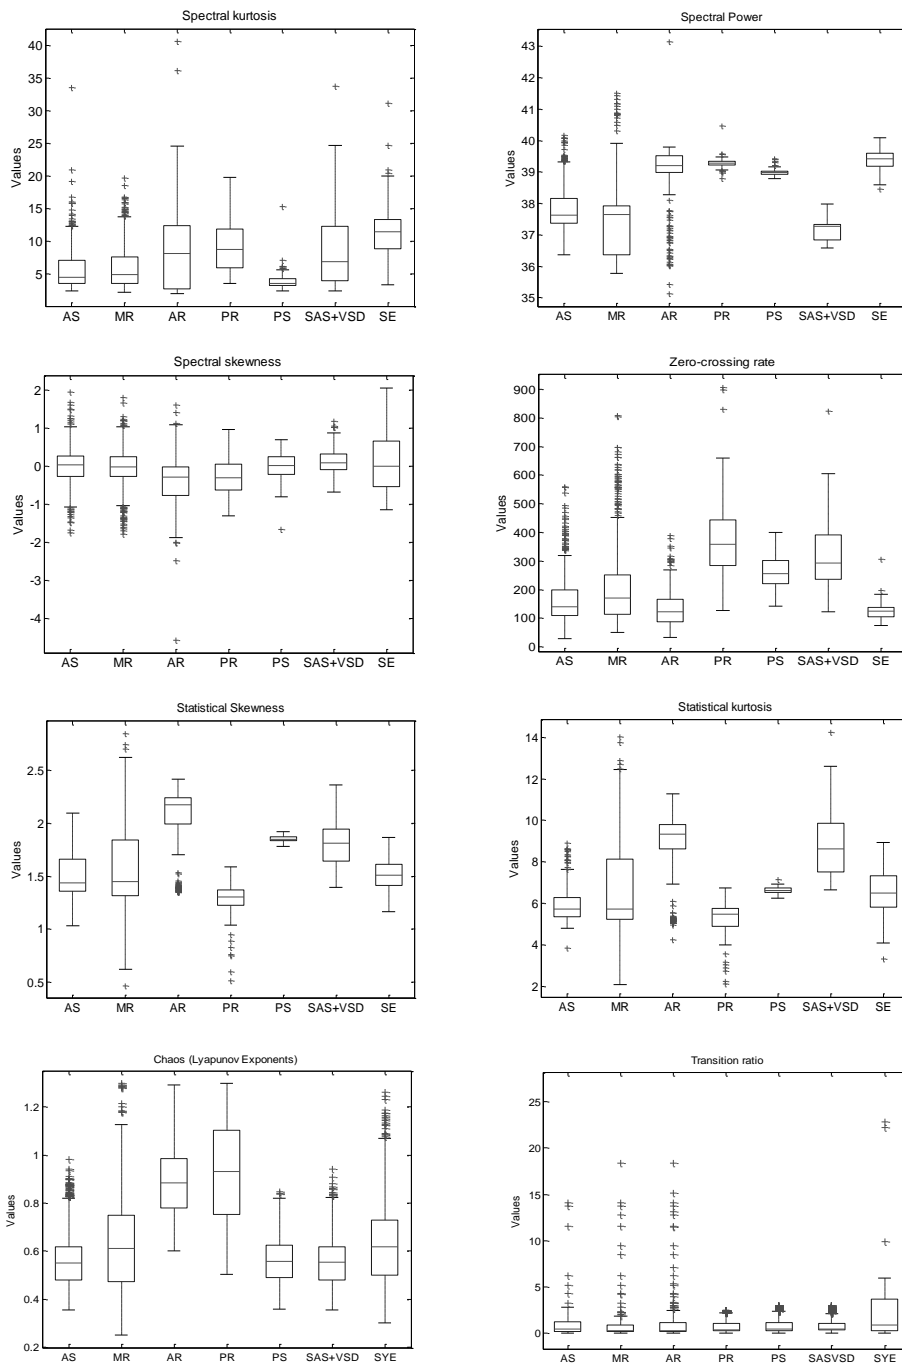 Spectral kurtosis
40
35
30
25
20
15
10
5
Values
AS MR AR PR PS SAS+VSD SE
Spectral Power
43
42
41
40
39
38
37
36
35
Values
AS MR AR PR PS SAS+VSD SE
Spectral skewness
2
1
0
-1
-2
-3
-4
Values
AS MR AR PR PS SAS+VSD SE
Zero-crossing rate
900
800
700
600
500
400
300
200
100
0
Values
AS MR AR PR PS SAS+VSD SE
Statistical Skewness
2.5
2
1.5
1
0.5
Values
AS MR AR PR PS SAS+VSD SE
Statistical kurtosis
14
12
10
8
6
4
2
Values
AS MR AR PR PS SAS+VSD SE
Chaos (Lyapunov Exponents)
1.2
1
0.8
0.6
0.4
0.2
Values
AS MR AR PR PS SAS+VSD SYE
Transition ratio
25
20
15
10
5
0
Values
AS MR AR PR PS SASVSD SYE